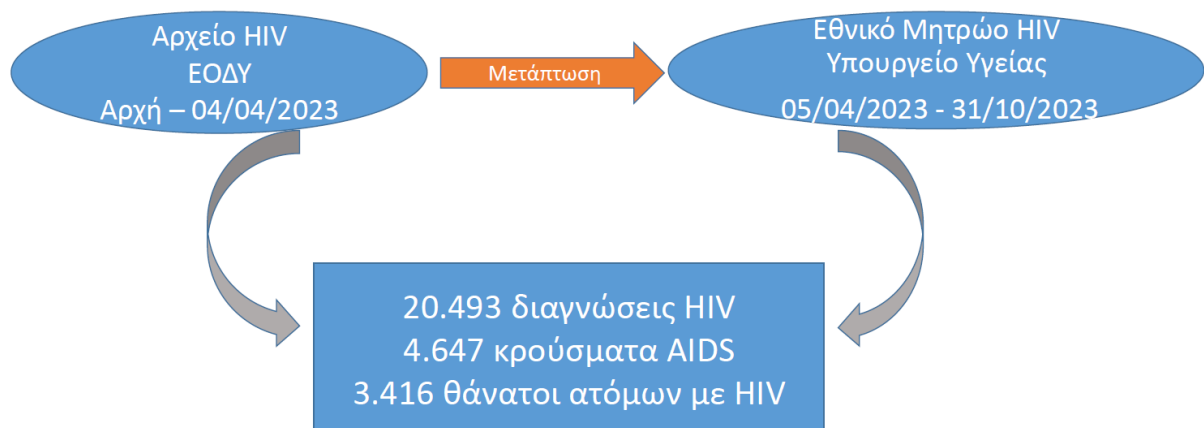 Αρχείο HIV
ΕΟΔΥ
Αρχή – 04/04/2023
Μετάπτωση
Εθνικό Μητρώο HIV
Υπουργείο Υγείας
05/04/2023 - 31/10/2023
20.493 διαγνώσεις HIV
4.647 κρούσματα AIDS
3.416 θάνατοι ατόμων με HIV